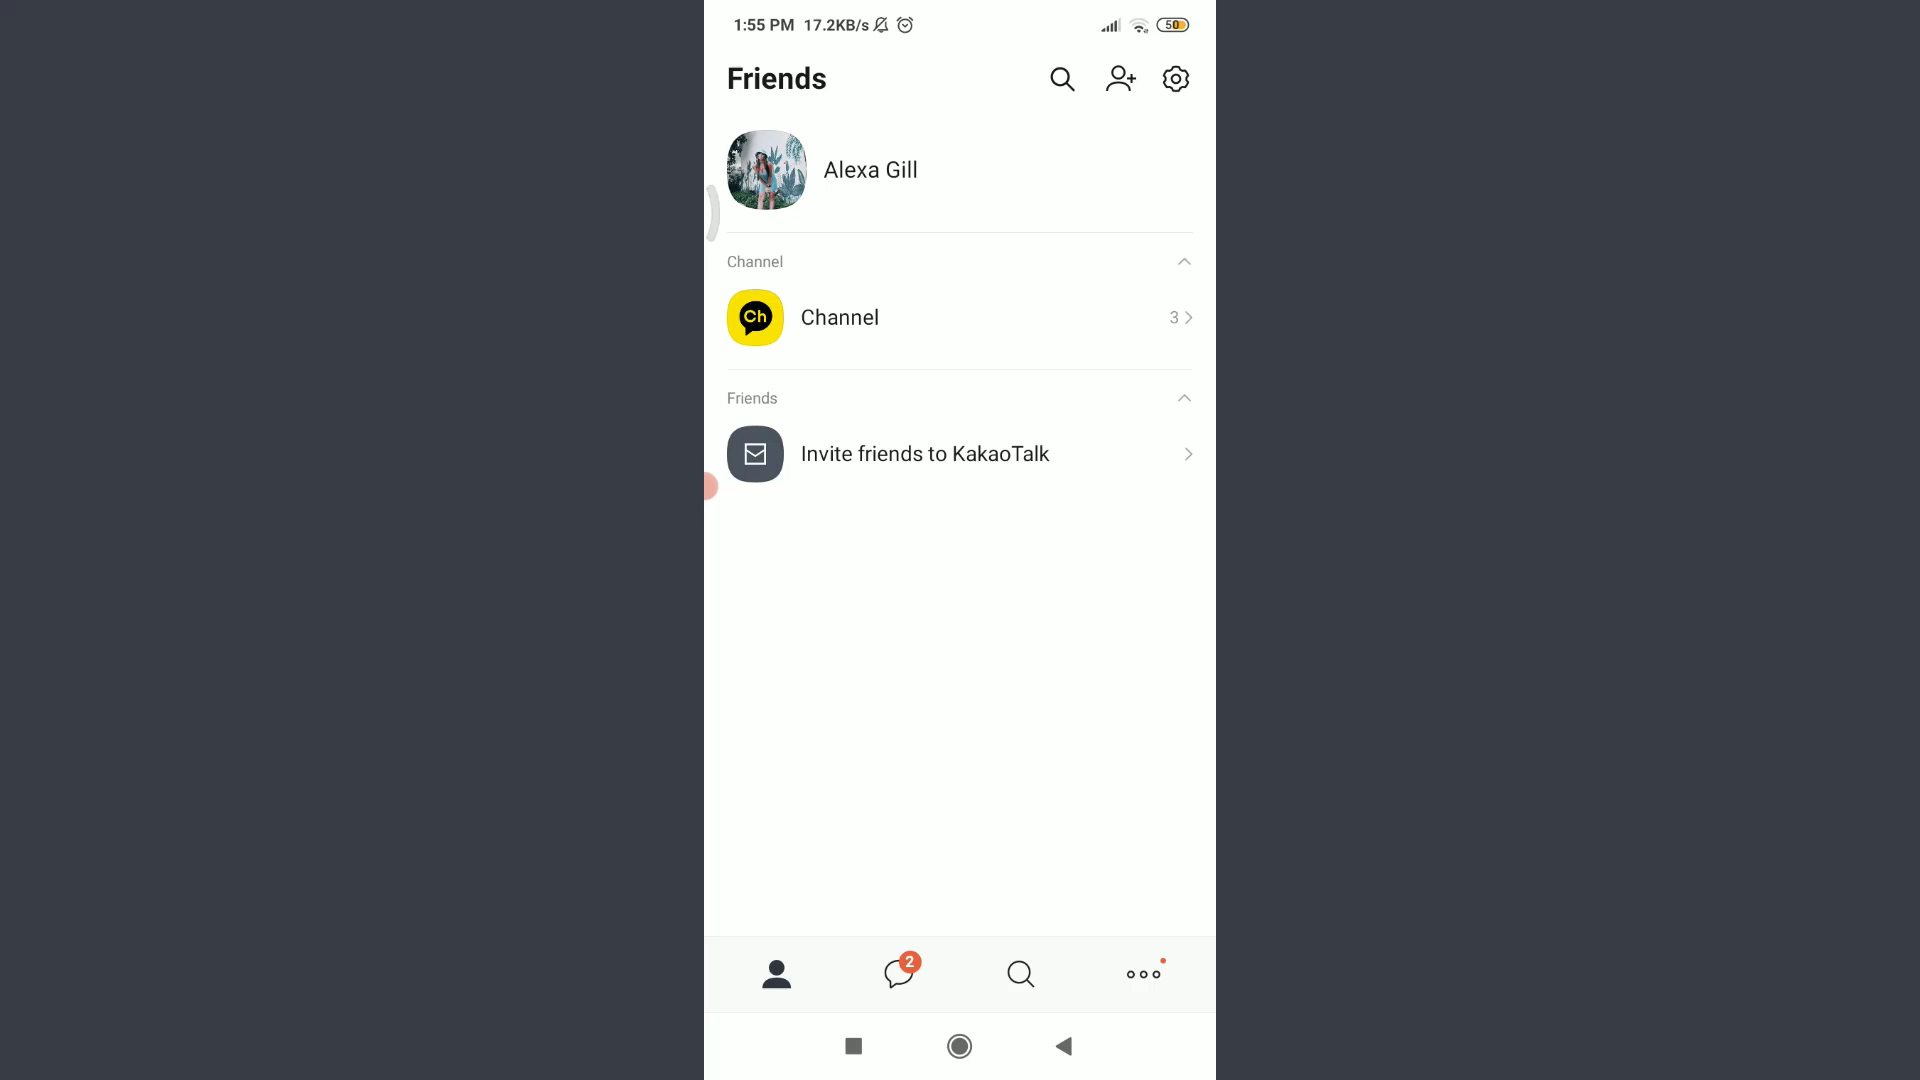 1:55 PM 17.2KB/s 50
Friends
Alexa Gill
Channel
Ch Channel 3
Friends
Invite friends to KakaoTalk
2